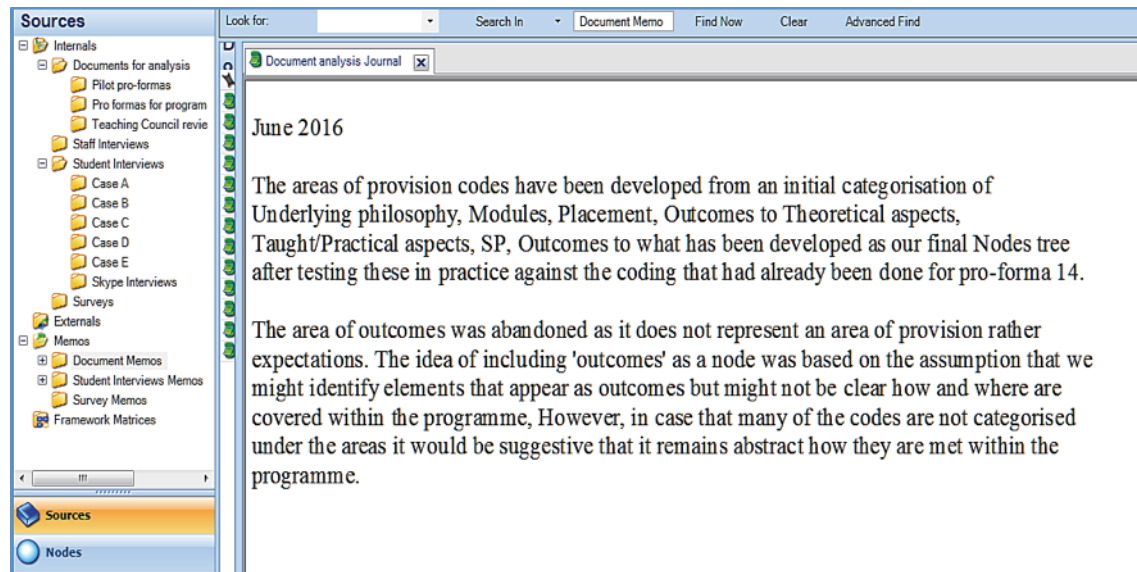 Sources
Look for:
Search In
Document Memo
Find Now
Clear
Advanced Find
Internals
Documents for analysis
Pilot pro-formas
Pro formas for program
Teaching Council revie
Staff Interviews
Student Interviews
Case A
Case B
Case C
Case D
Case E
Skype Interviews
Surveys
Externals
Memos
Document Memos
Student Interviews Memos
Survey Memos
Framework Matrices
Sources
Nodes
Document analysis Journal
June 2016
The areas of provision codes have been developed from an initial categorisation of
Underlying philosophy, Modules, Placement, Outcomes to Theoretical aspects,
Taught/Practical aspects, SP, Outcomes to what has been developed as our final Nodes tree
after testing these in practice against the coding that had already been done for pro-forma 14.
The area of outcomes was abandoned as it does not represent an area of provision rather
expectations. The idea of including 'outcomes' as a node was based on the assumption that we
might identify elements that appear as outcomes but might not be clear how and where are
covered within the programme, However, in case that many of the codes are not categorised
under the areas it would be suggestive that it remains abstract how they are met within the
programme.